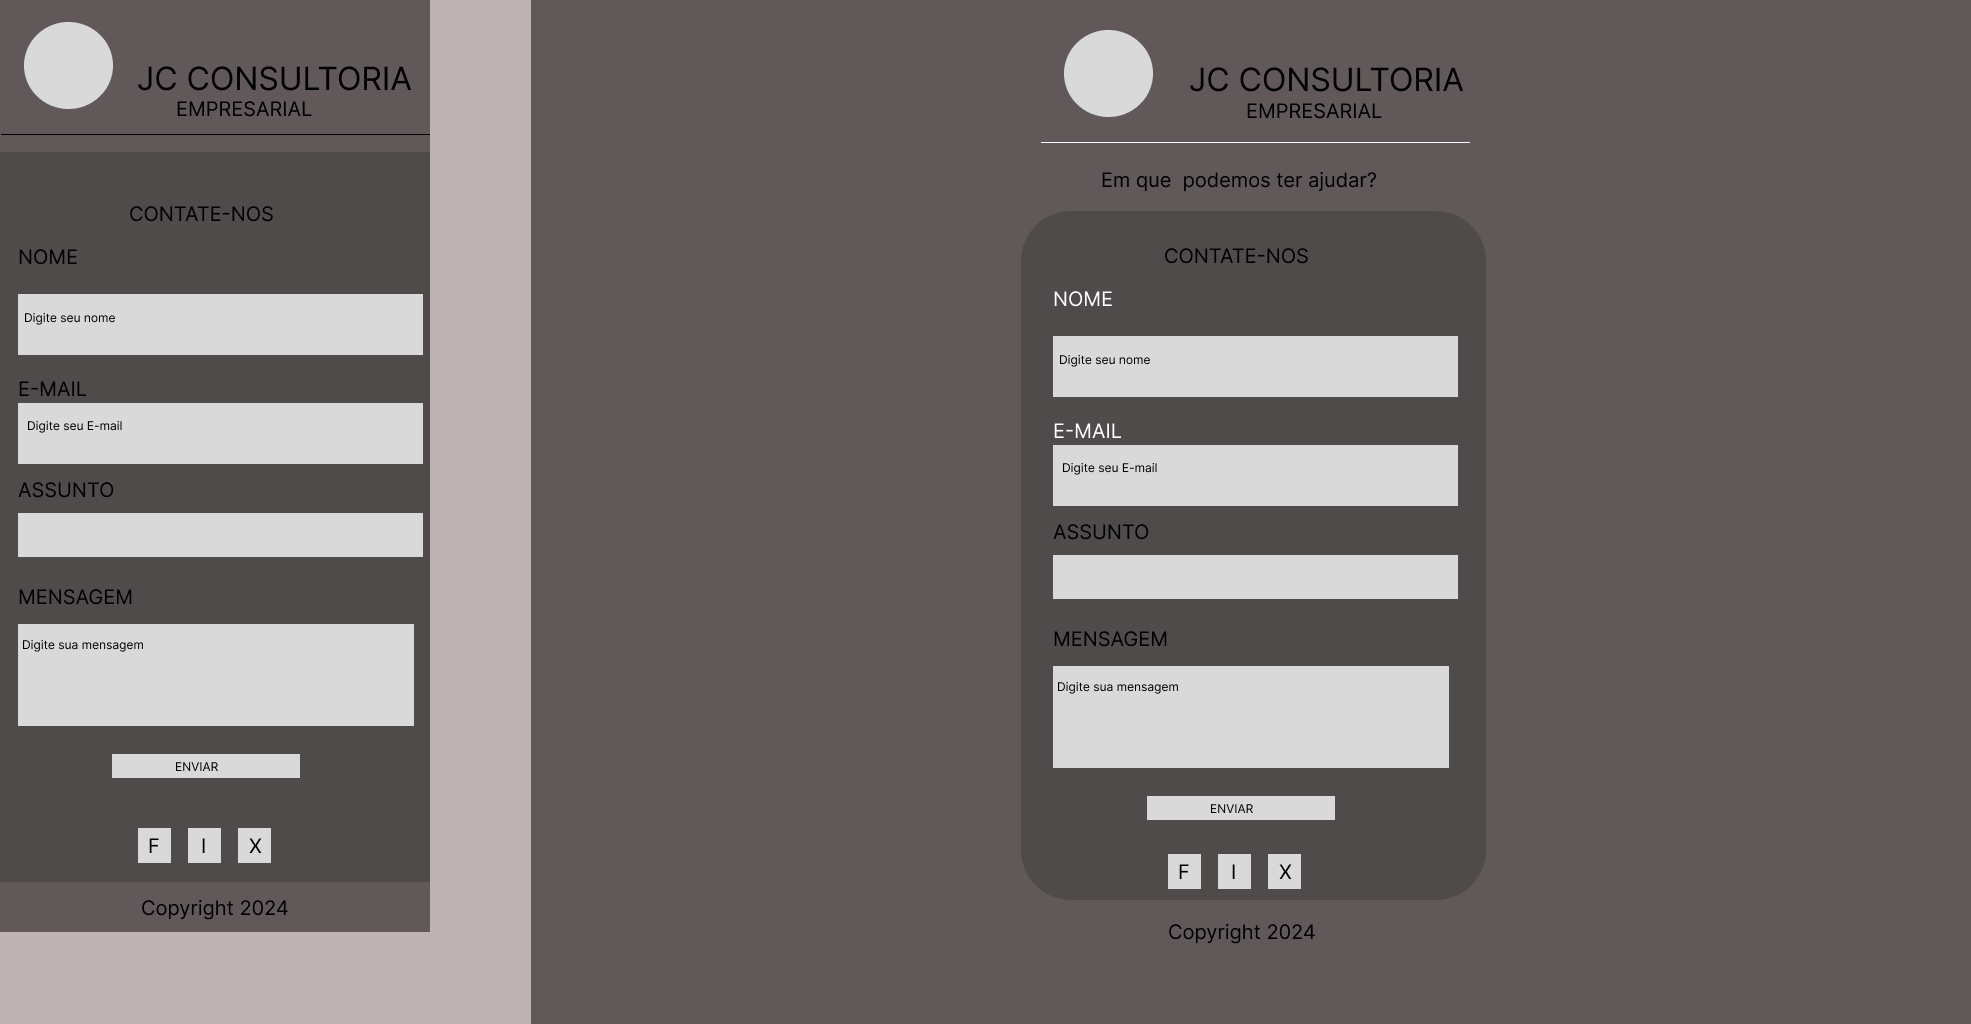 JC CONSULTORIA
EMPRESARIAL
CONTATE-NOS
NOME
Digite seu nome
E-MAIL
Digite seu E-mail
ASSUNTO
MENSAGEM
Digite sua mensagem
ENVIAR
F I X
Copyright 2024
JC CONSULTORIA
EMPRESARIAL
Em que podemos ter ajudar?
CONTATE-NOS
NOME
Digite seu nome
E-MAIL
Digite seu E-mail
ASSUNTO
MENSAGEM
Digite sua mensagem
ENVIAR
F I X
Copyright 2024